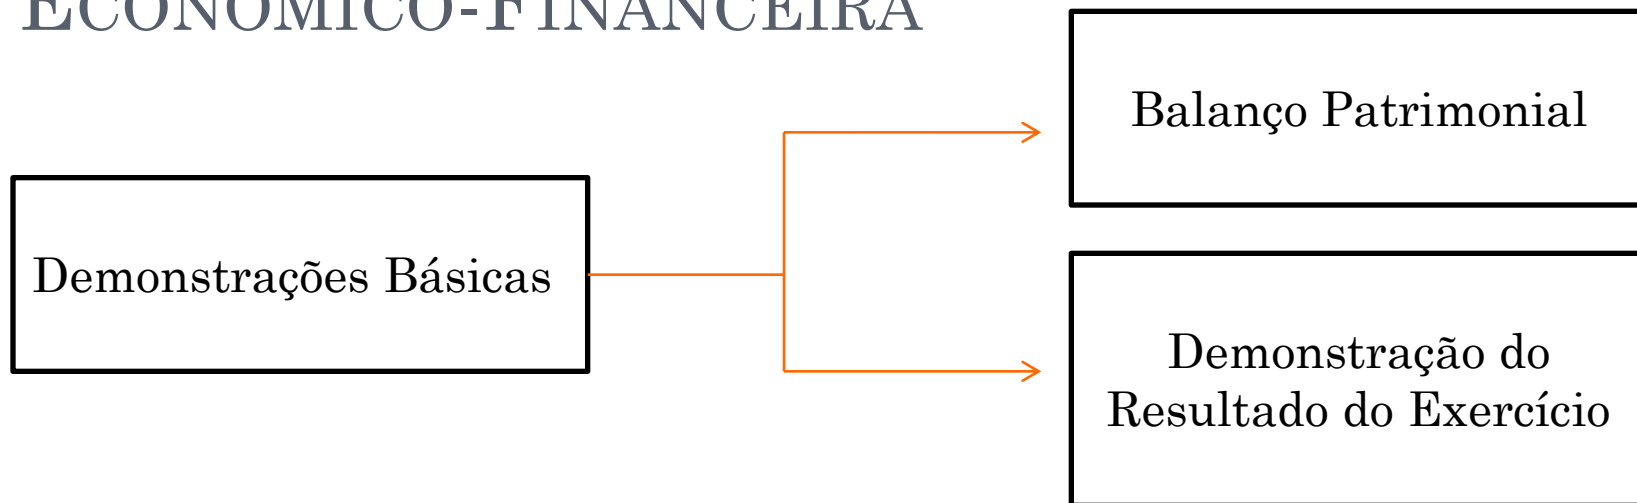 ECONÔMICO-FINANCEIRA
Balanço Patrimonial
Demonstrações Básicas
Demonstração do
Resultado do Exercício